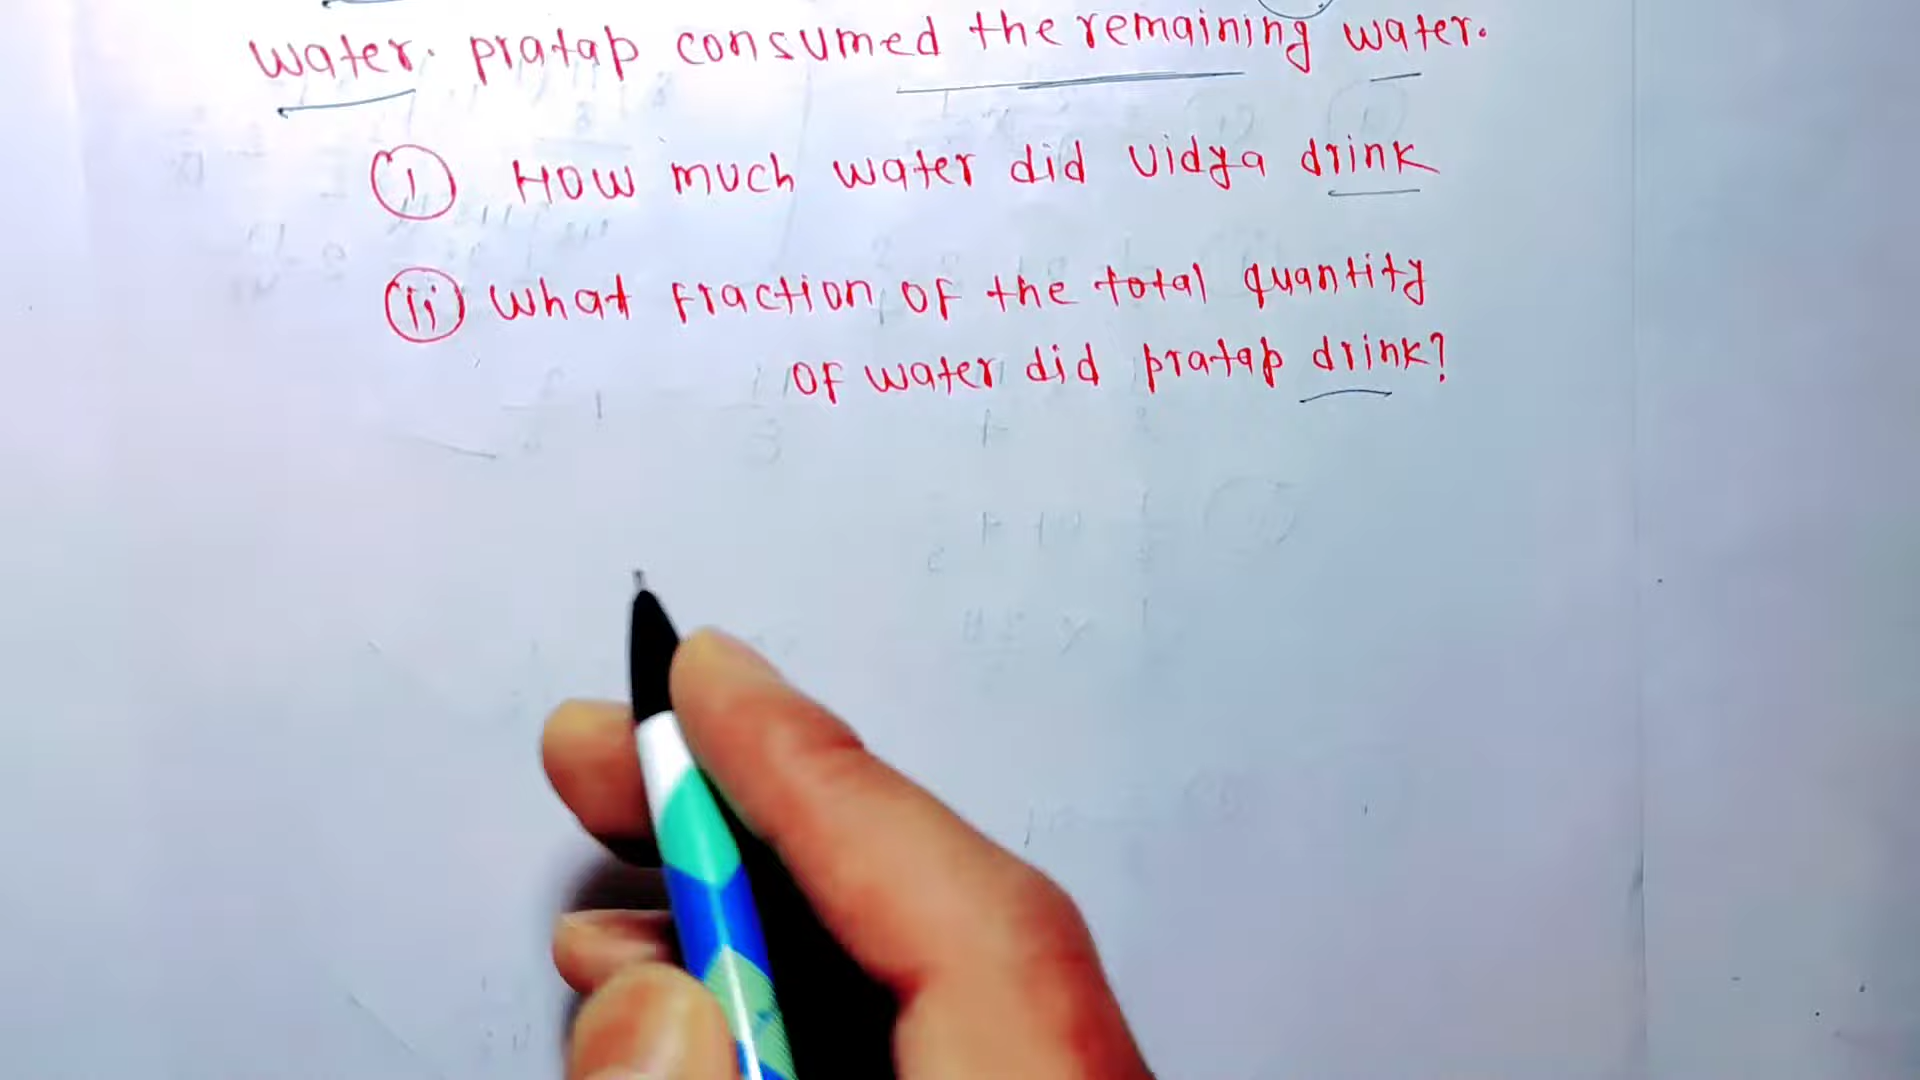 water. pratap consumed the remaining water.
(i) How much water did vidya drink
(ii) what fraction of the total quantity
of water did pratap drink?